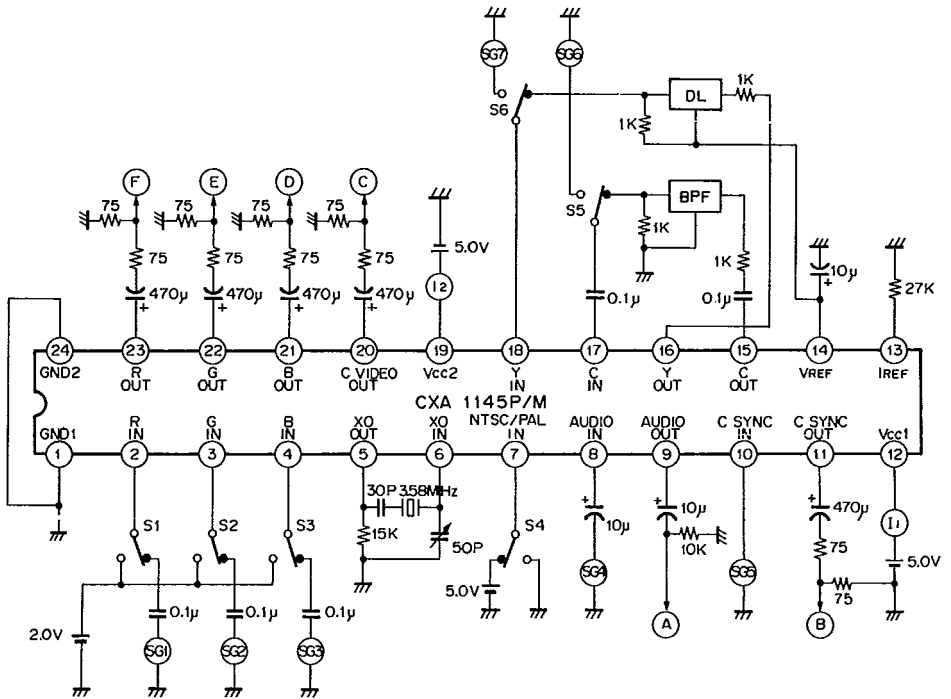 SG7 SG6
S6 DL 1K
1K
F E D C
75 75 75 75
S5 BPF
5.0V 1K
75 75 75 75
1K 10μ
470μ 470μ 470μ 470μ I2 0.1μ 0.1μ 27K
+ + + + +
24 23 22 21 20 19 18 17 16 15 14 13
GND2 R OUT G OUT B OUT C VIDEO OUT Vcc2 Y IN C IN Y OUT C OUT VREF IREF
CXA 1145P/M
GND1 R IN G IN B IN XO OUT XO IN NTSC/PAL IN AUDIO IN AUDIO OUT C SYNC IN C SYNC OUT Vcc1
1 2 3 4 5 6 7 8 9 10 11 12
30P 3.58MHz
+ + +
S1 S2 S3 15K 50P S4 10μ 10μ 470μ I1
10K 75 5.0V
0.1μ 0.1μ 0.1μ 5.0V SG4 SG5 75
2.0V A B
SG1 SG2 SG3